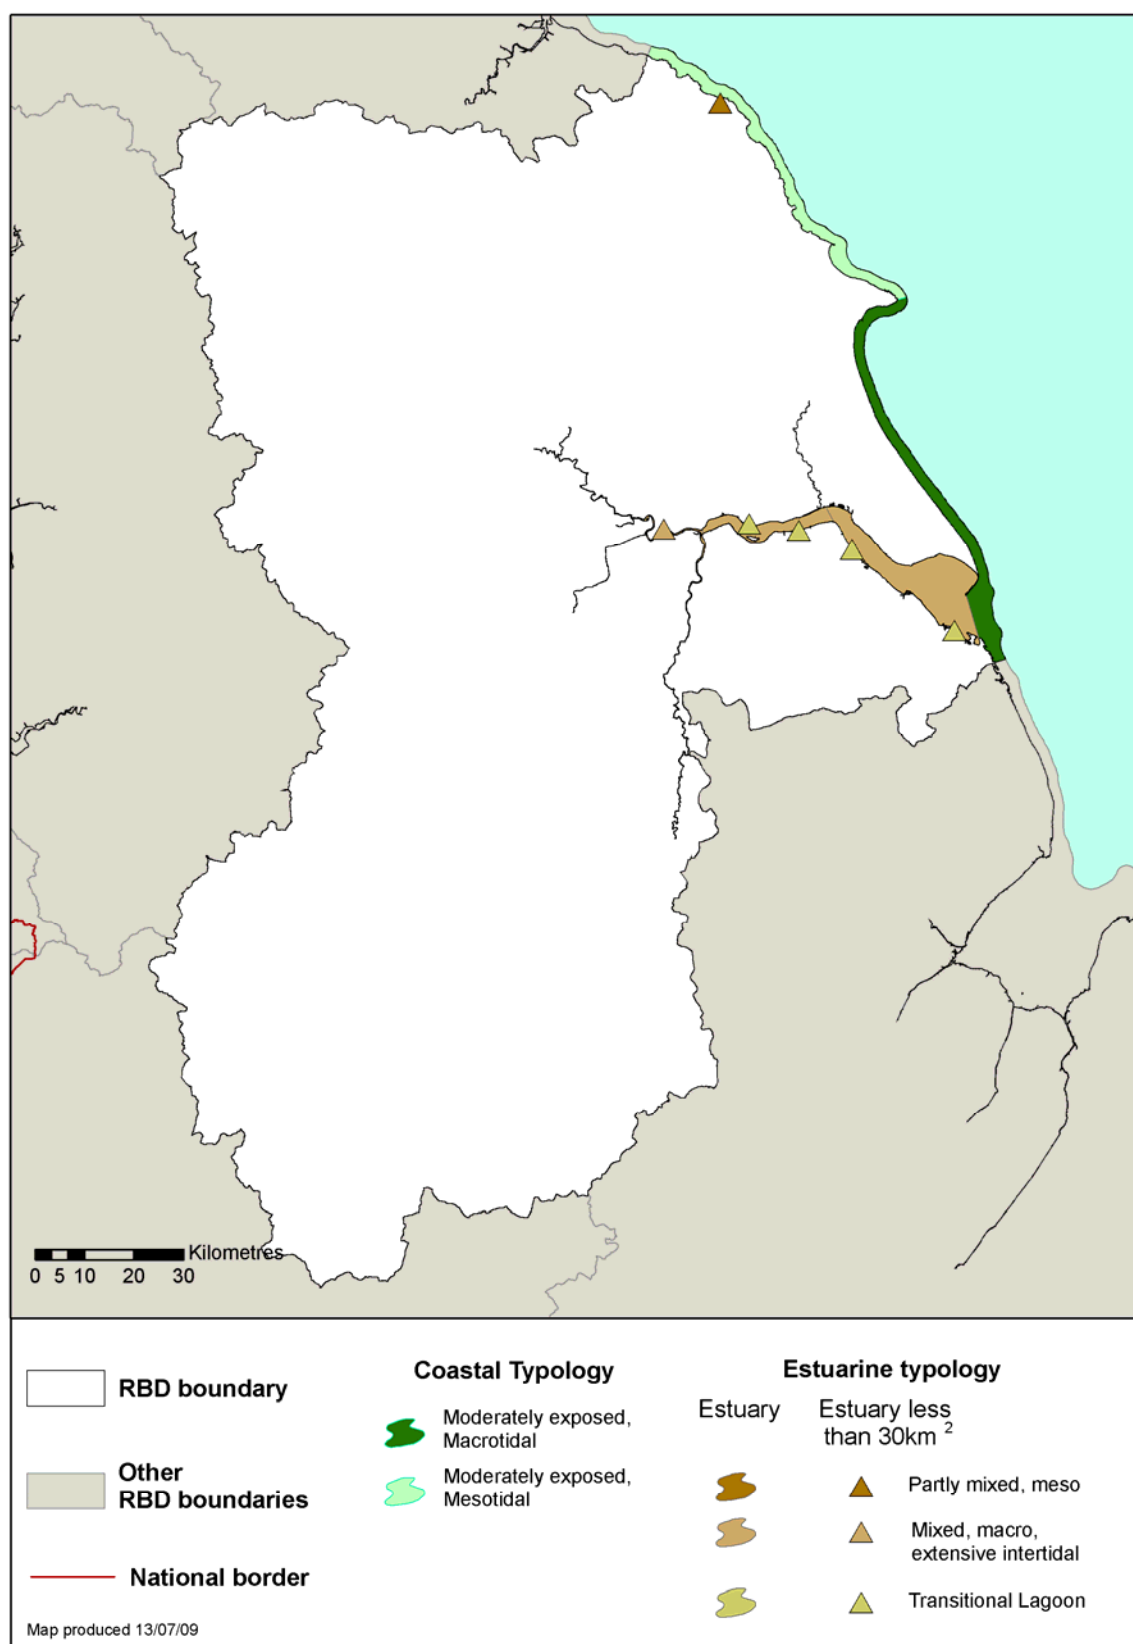 Kilometres
0 5 10 20 30
RBD boundary
Other
RBD boundaries
National border
Map produced 13/07/09
Coastal Typology
Moderately exposed,
Macrotidal
Moderately exposed,
Mesotidal
Estuarine typology
Estuary
Estuary less
than 30km ²
Partly mixed, meso
Mixed, macro,
extensive intertidal
Transitional Lagoon